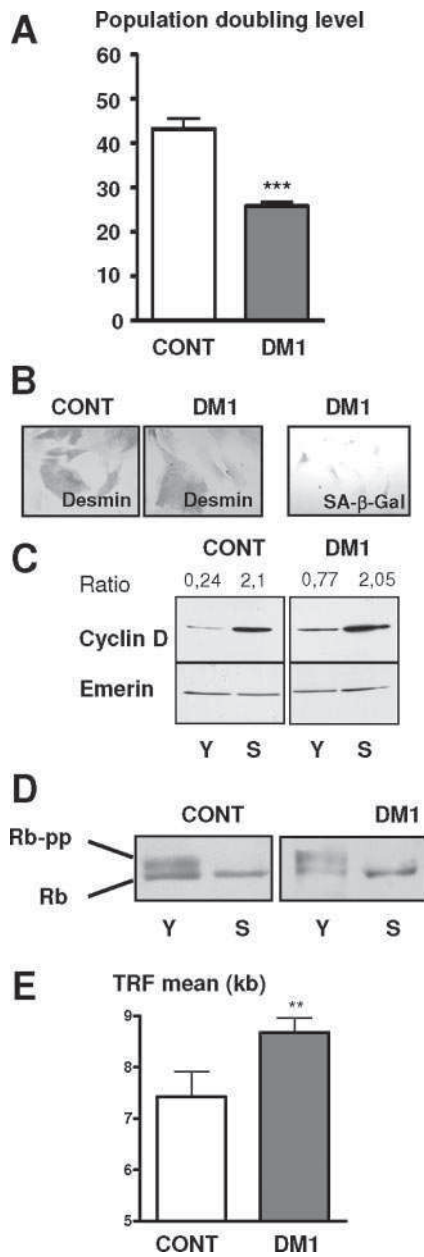 A
Population doubling level
60
50
40
30
20
10
0
***
CONT
DM1
B
CONT
DM1
DM1
Desmin
Desmin
SA-β-Gal
C
CONT
DM1
Ratio
0,24
2,1
0,77
2,05
Cyclin D
Emerin
Y
S
Y
S
D
CONT
DM1
Rb-pp
Rb
Y
S
Y
S
E
TRF mean (kb)
9
8
7
6
5
**
CONT
DM1